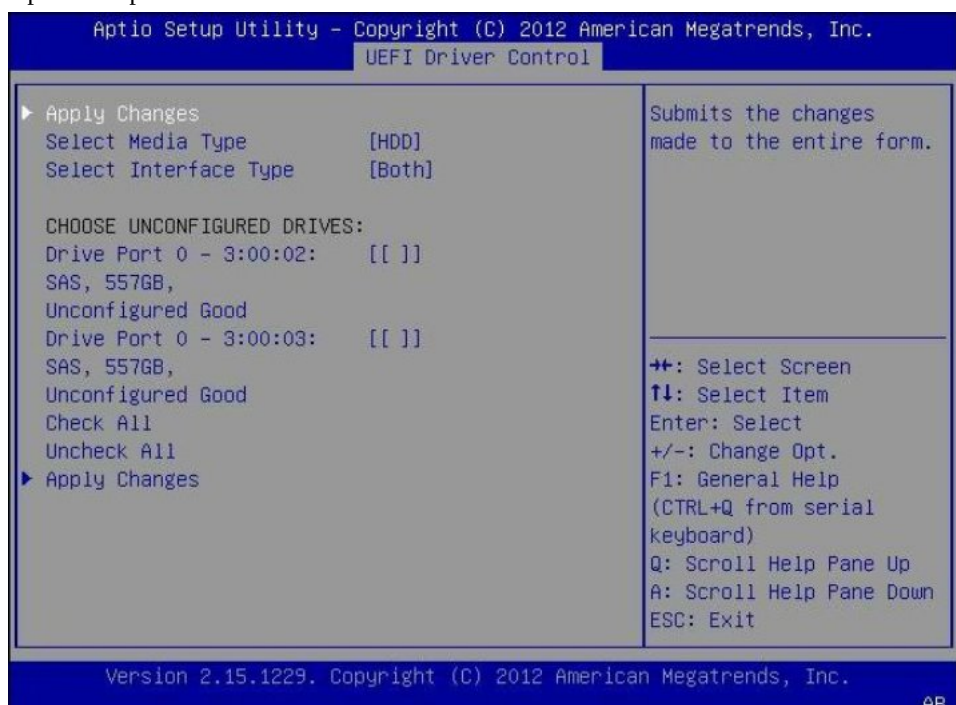 Aptio Setup Utility – Copyright (C) 2012 American Megatrends, Inc.
UEFI Driver Control
Apply Changes
Select Media Type [HDD]
Select Interface Type [Both]
CHOOSE UNCONFIGURED DRIVES:
Drive Port 0 - 3:00:02: [[ ]]
SAS, 557GB,
Unconfigured Good
Drive Port 0 - 3:00:03: [[ ]]
SAS, 557GB,
Unconfigured Good
Check All
Uncheck All
Apply Changes
Submits the changes
made to the entire form.
→←: Select Screen
↑↓: Select Item
Enter: Select
+/-: Change Opt.
F1: General Help
(CTRL+Q from serial
keyboard)
Q: Scroll Help Pane Up
A: Scroll Help Pane Down
ESC: Exit
Version 2.15.1229. Copyright (C) 2012 American Megatrends, Inc.